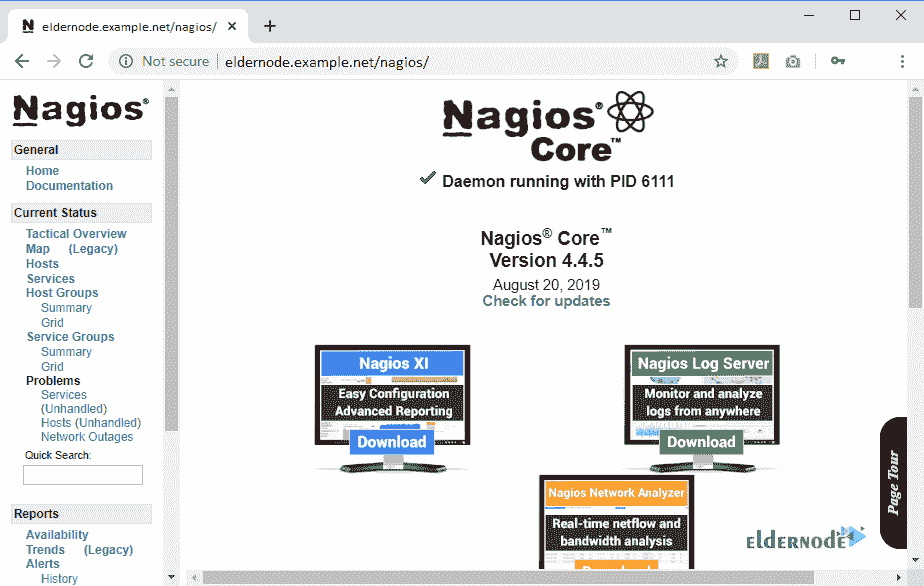 eldernode.example.net/nagios/
Not secure
eldernode.example.net/nagios/
Nagios®
General
Home
Documentation
Current Status
Tactical Overview
Map (Legacy)
Hosts
Services
Host Groups
Summary
Grid
Service Groups
Summary
Grid
Problems
Services
(Unhandled)
Hosts (Unhandled)
Network Outages
Quick Search:
Reports
Availability
Trends (Legacy)
Alerts
History
Nagios®
Core™
Daemon running with PID 6111
Nagios® Core™
Version 4.4.5
August 20, 2019
Check for updates
Nagios XI
Easy Configuration
Advanced Reporting
Download
Nagios Log Server
Monitor and analyze
logs from anywhere
Download
Nagios Network Analyzer
Real-time netflow and
bandwidth analysis
Download
Page Tour
eldernode